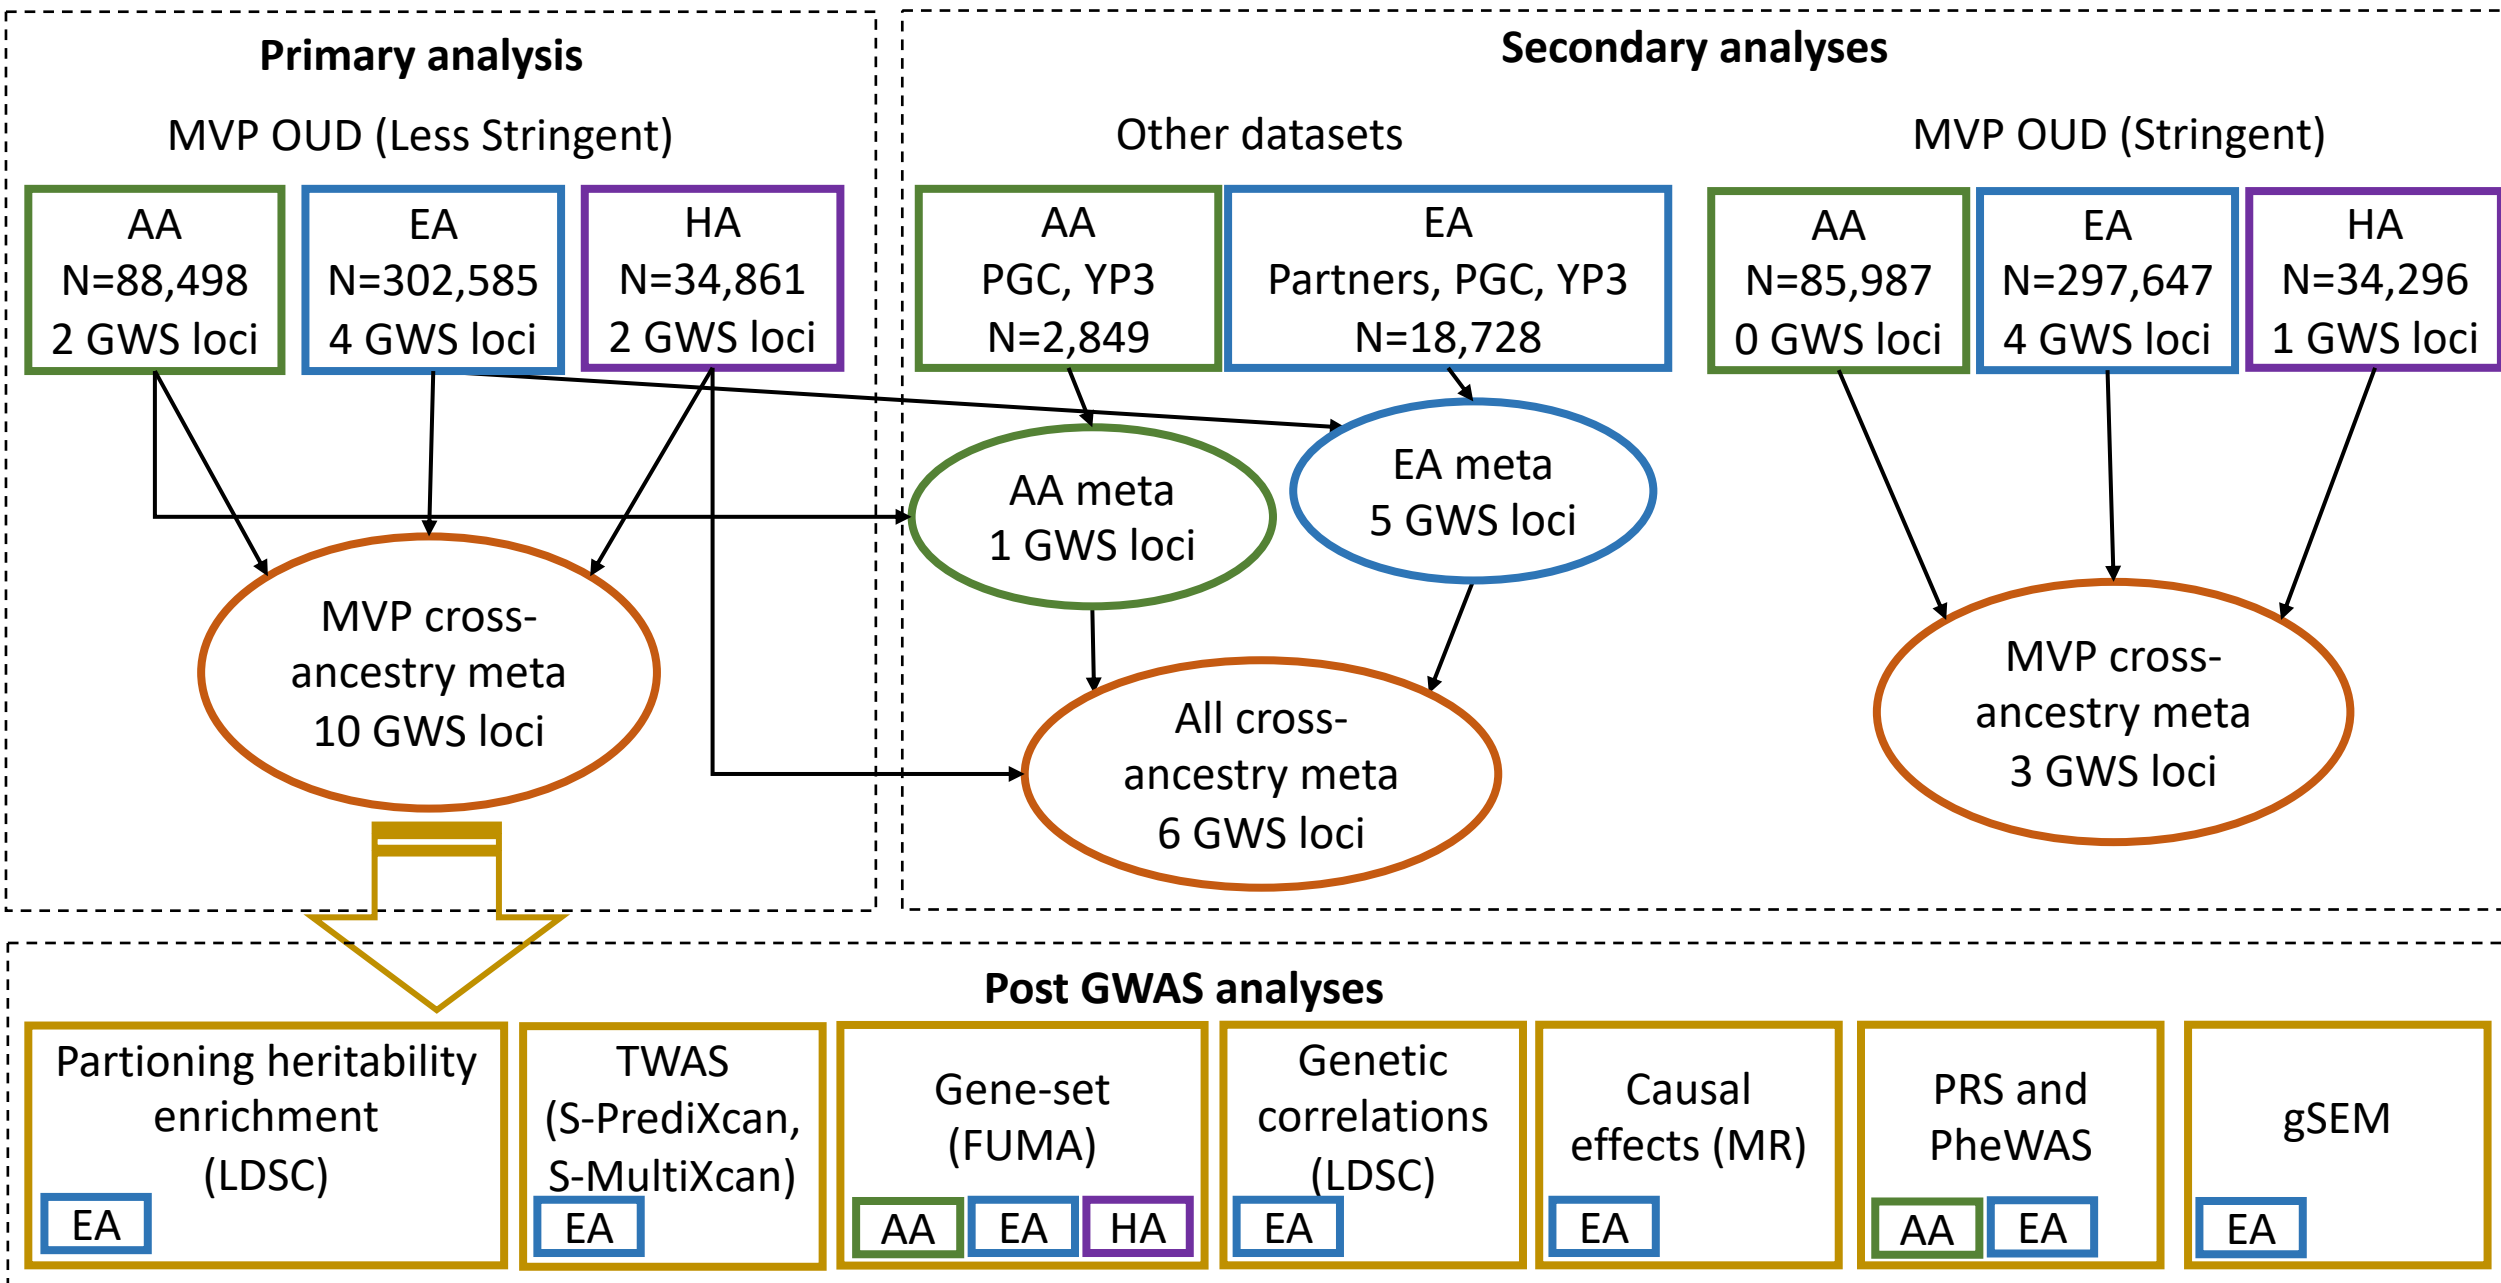 Primary analysis
MVP OUD (Less Stringent)
AA
N=88,498
2 GWS loci
EA
N=302,585
4 GWS loci
HA
N=34,861
2 GWS loci
MVP cross-
ancestry meta
10 GWS loci
Secondary analyses
Other datasets
AA
PGC, YP3
N=2,849
EA
Partners, PGC, YP3
N=18,728
AA meta
1 GWS loci
EA meta
5 GWS loci
All cross-
ancestry meta
6 GWS loci
MVP OUD (Stringent)
AA
N=85,987
0 GWS loci
EA
N=297,647
4 GWS loci
HA
N=34,296
1 GWS loci
MVP cross-
ancestry meta
3 GWS loci
Post GWAS analyses
Partioning heritability
enrichment
(LDSC)
EA
TWAS
(S-PrediXcan,
S-MultiXcan)
EA
Gene-set
(FUMA)
AA
EA
HA
Genetic
correlations
(LDSC)
EA
Causal
effects (MR)
EA
PRS and
PheWAS
AA
EA
gSEM
EA